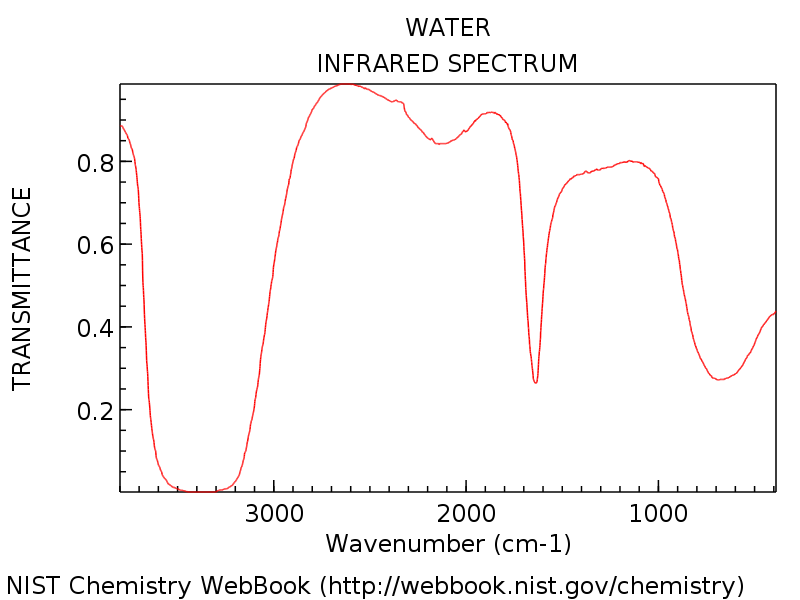 WATER
INFRARED SPECTRUM
TRANSMITTANCE
0.8
0.6
0.4
0.2
3000 2000 1000
Wavenumber (cm-1)
NIST Chemistry WebBook (http://webbook.nist.gov/chemistry)